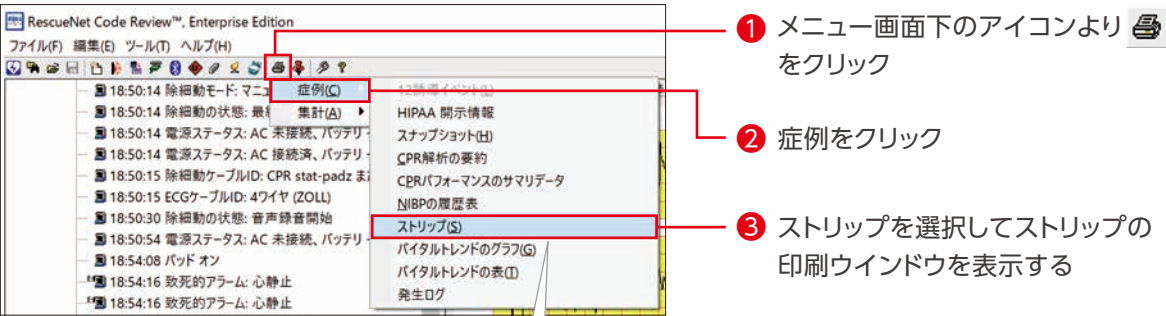 RescueNet Code Review™, Enterprise Edition
ファイル(F) 編集(E) ツール(T) ヘルプ(H)
18:50:14 除細動モード: マニュ
18:50:14 除細動の状態: 最
18:50:14 電源ステータス: AC 未接続、バッテリ
18:50:14 電源ステータス: AC 接続済、バッテリ
18:50:15 除細動ケーブルID: CPR stat-padz ま
18:50:15 ECGケーブルID: 4ワイヤ (ZOLL)
18:50:30 除細動の状態: 音声録音開始
18:50:54 電源ステータス: AC 未接続、バッテリ
18:54:08 パッド オン
18:54:16 致死的アラーム: 心静止
18:54:16 致死的アラーム: 心静止
症例(C)
集計(A)
12誘導イベント(L)
HIPAA 開示情報
スナップショット(H)
CPR解析の要約
CPRパフォーマンスのサマリデータ
NIBPの履歴表
ストリップ(S)
バイタルトレンドのグラフ(G)
バイタルトレンドの表(T)
発生ログ
1 メニュー画面下のアイコンより
をクリック
2 症例をクリック
3 ストリップを選択してストリップの
印刷ウインドウを表示する